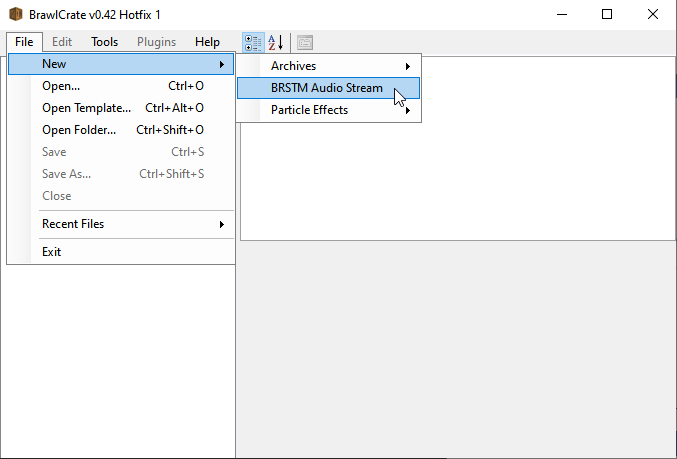 BrawlCrate v0.42 Hotfix 1
File Edit Tools Plugins Help
New
Open... Ctrl+O
Open Template... Ctrl+Alt+O
Open Folder... Ctrl+Shift+O
Save Ctrl+S
Save As... Ctrl+Shift+S
Close
Recent Files
Exit
Archives
BRSTM Audio Stream
Particle Effects